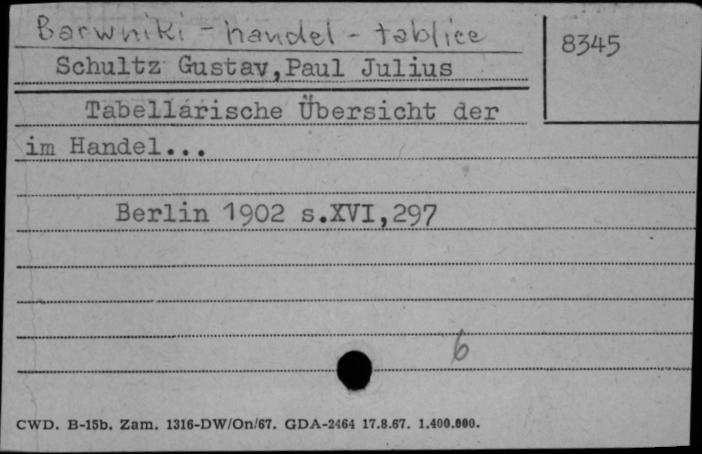 Barwniki - handel - tablice
8345
Schultz Gustav,Paul Julius
Tabellarische Übersicht der
im Handel...
Berlin 1902 s.XVI,297
6
CWD. B-15b. Zam. 1316-DW/On/67. GDA-2464 17.8.67. 1.400.000.